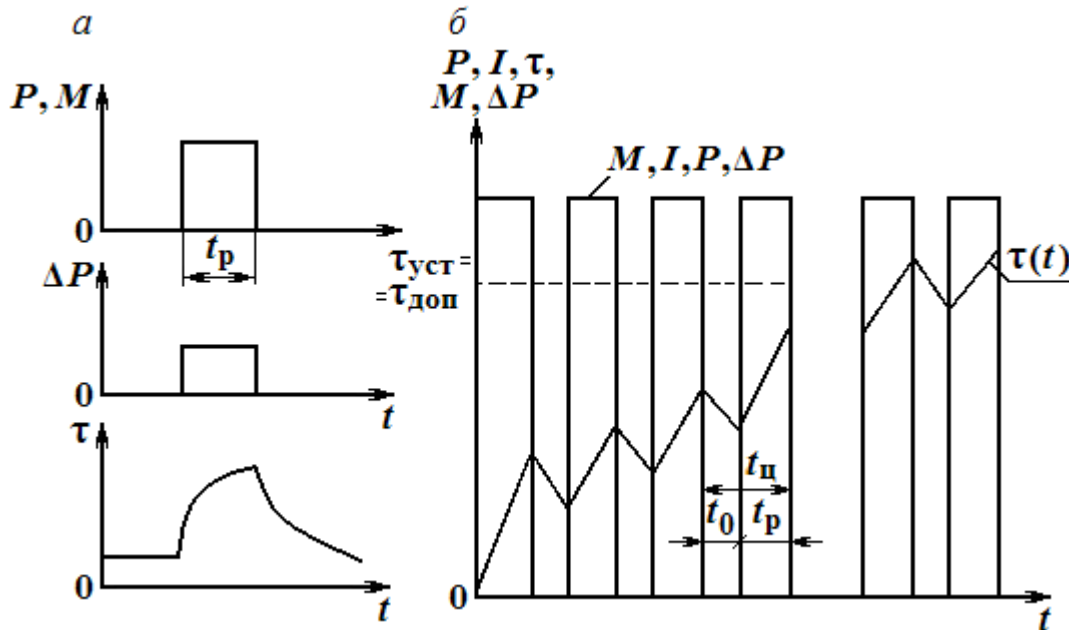 а
P, M
0
tр
ΔP
0
t
τ
0
t
б
P, I, τ,
M, ΔP
M, I, P, ΔP
τуст=
=τдоп
τ(t)
tц
t0
tр
0
t